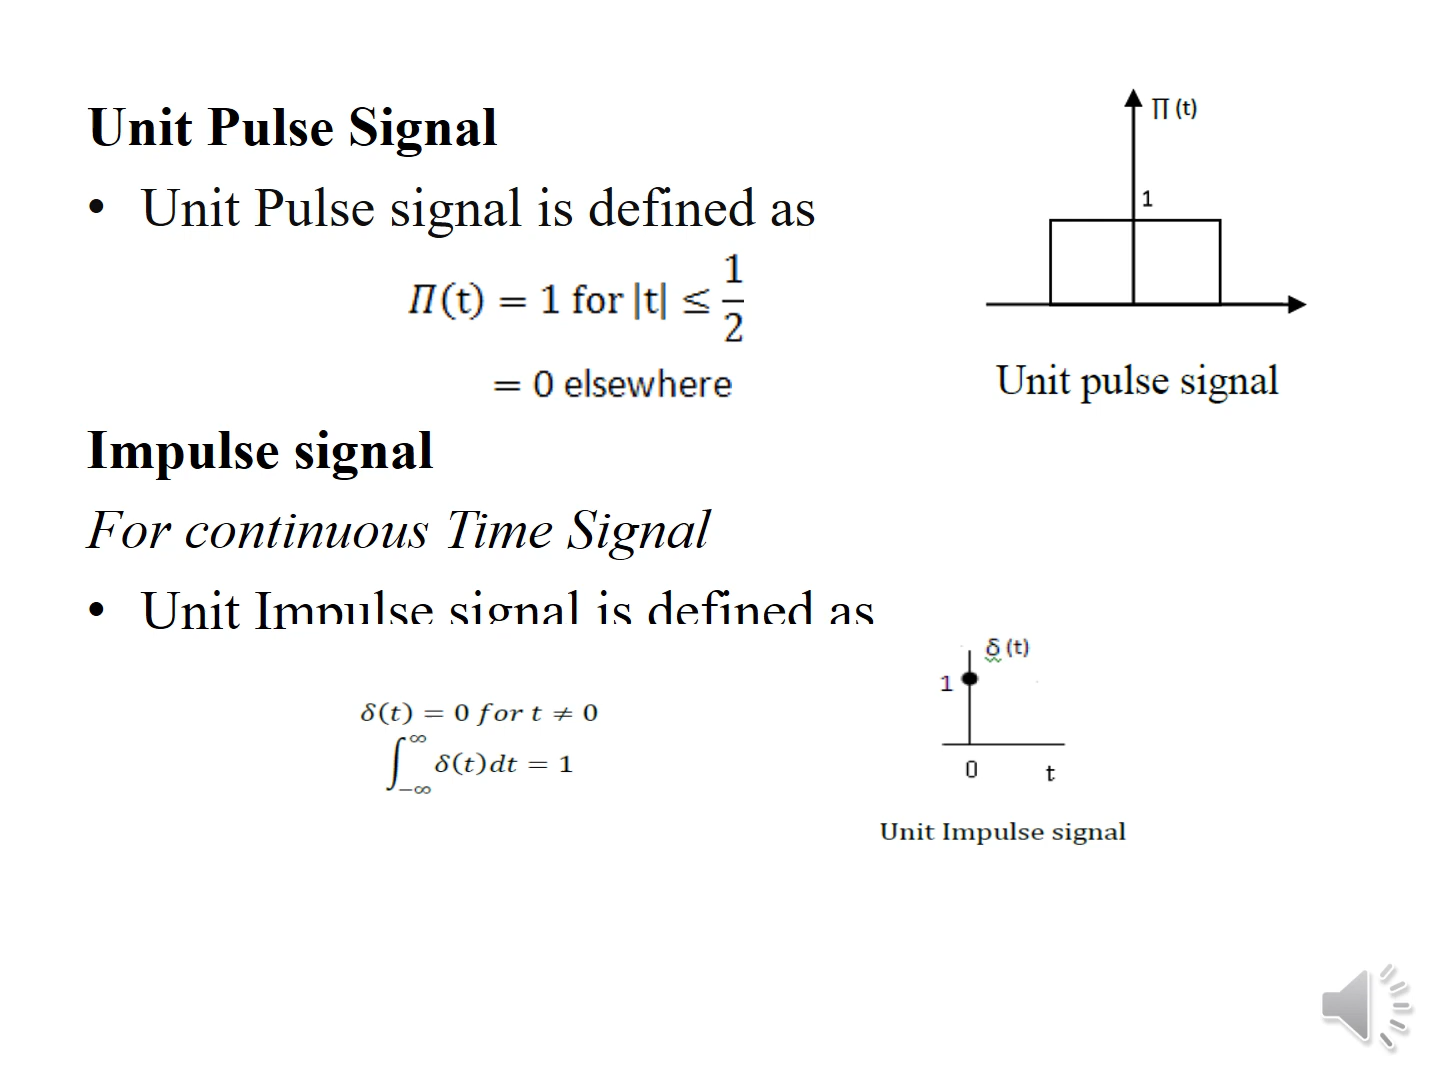 Unit Pulse Signal
• Unit Pulse signal is defined as
Π(t) = 1 for |t| ≤ 1/2
= 0 elsewhere
Π (t)
1
Unit pulse signal
Impulse signal
For continuous Time Signal
• Unit Impulse signal is defined as
δ(t) = 0 for t ≠ 0
∫_{-∞}^{∞} δ(t)dt = 1
δ (t)
1
0 t
Unit Impulse signal